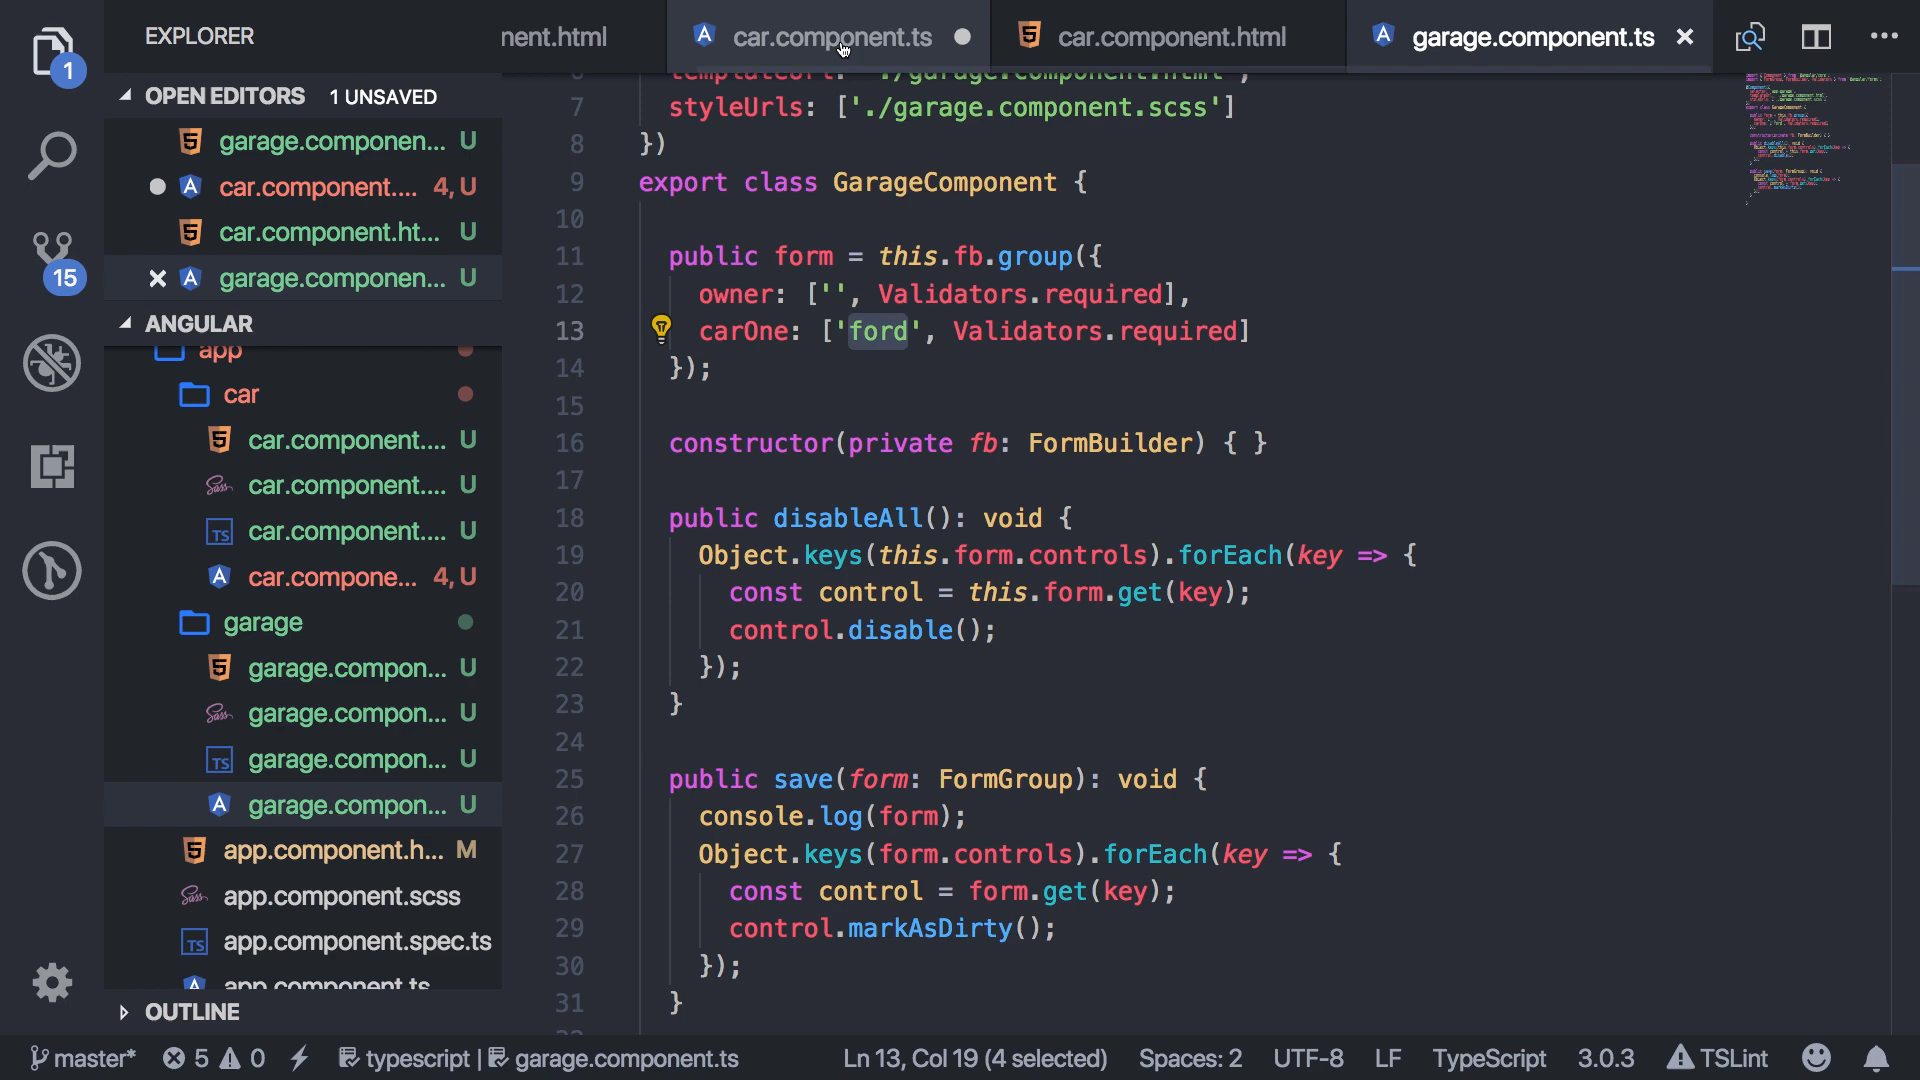 EXPLORER
nent.html
car.component.ts
car.component.html
garage.component.ts
1
OPEN EDITORS 1 UNSAVED
garage.componen... U
car.component.... 4, U
car.component.ht... U
garage.componen... U
15
ANGULAR
app
car
car.component.... U
car.component.... U
car.component.... U
car.compone... 4, U
garage
garage.compon... U
garage.compon... U
garage.compon... U
garage.compon... U
app.component.h... M
app.component.scss
app.component.spec.ts
app.component.ts
OUTLINE
6 templateUrl: './garage.component.html',
7 styleUrls: ['./garage.component.scss']
8 })
9 export class GarageComponent {
10
11 public form = this.fb.group({
12 owner: ['', Validators.required],
13 carOne: ['ford', Validators.required]
14 });
15
16 constructor(private fb: FormBuilder) { }
17
18 public disableAll(): void {
19 Object.keys(this.form.controls).forEach(key => {
20 const control = this.form.get(key);
21 control.disable();
22 });
23 }
24
25 public save(form: FormGroup): void {
26 console.log(form);
27 Object.keys(form.controls).forEach(key => {
28 const control = form.get(key);
29 control.markAsDirty();
30 });
31 }
master* 5 0 typescript | garage.component.ts Ln 13, Col 19 (4 selected) Spaces: 2 UTF-8 LF TypeScript 3.0.3 TSLint